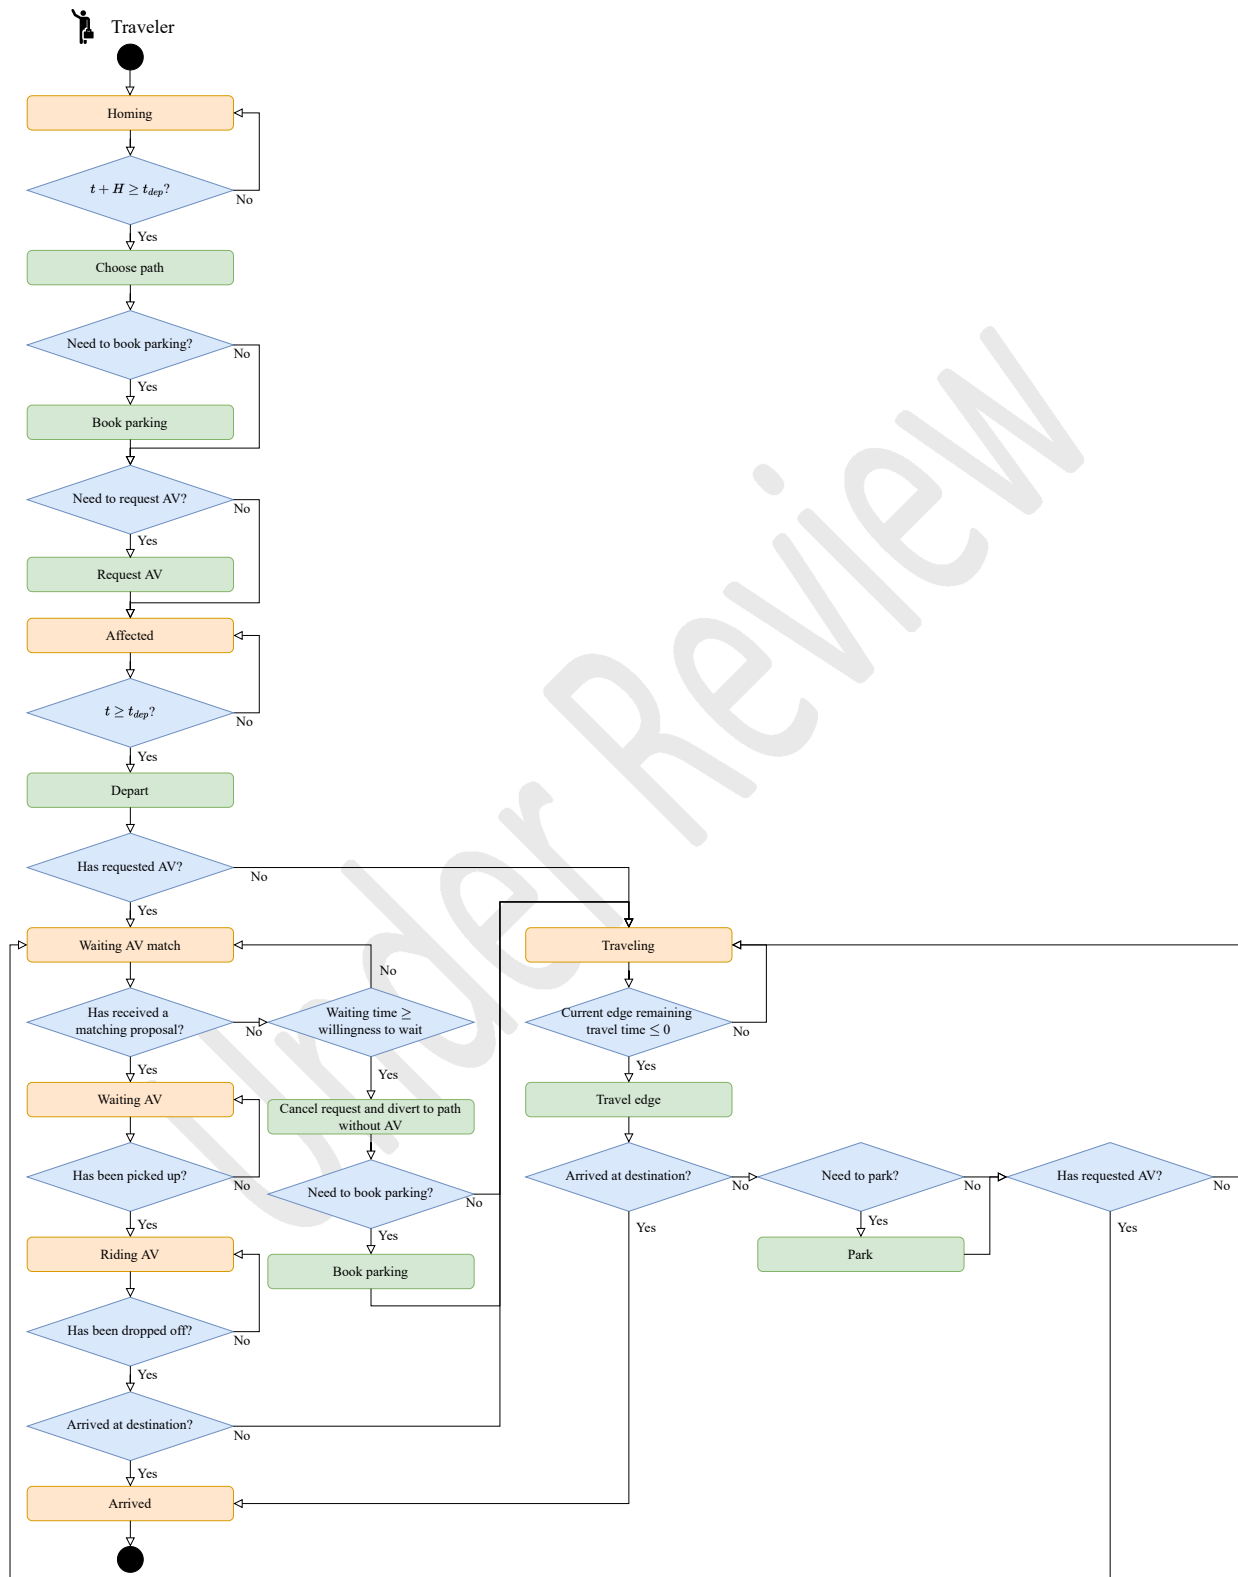 Traveler
Homing
t + H ≥ t_dep?
No
Yes
Choose path
Need to book parking?
No
Yes
Book parking
Need to request AV?
No
Yes
Request AV
Affected
t ≥ t_dep?
No
Yes
Depart
Has requested AV?
No
Yes
Waiting AV match
No
Has received a
matching proposal?
No
Yes
Waiting time ≥
willingness to wait
Yes
Waiting AV
Cancel request and divert to path
without AV
Has been picked up?
No
Yes
Need to book parking?
No
Yes
Book parking
Riding AV
Has been dropped off?
No
Yes
Arrived at destination?
No
Yes
Arrived
Traveling
Current edge remaining
travel time ≤ 0
No
Yes
Travel edge
Arrived at destination?
No
Yes
Need to park?
No
Yes
Park
Has requested AV?
No
Yes
Under Review